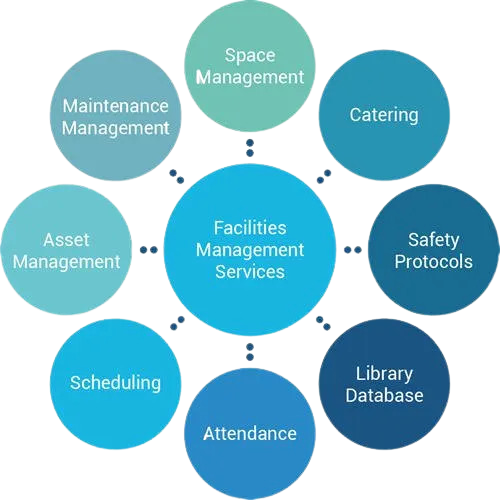 Space
Management
Catering
Safety
Protocols
Library
Database
Attendance
Scheduling
Asset
Management
Maintenance
Management
Facilities
Management
Services